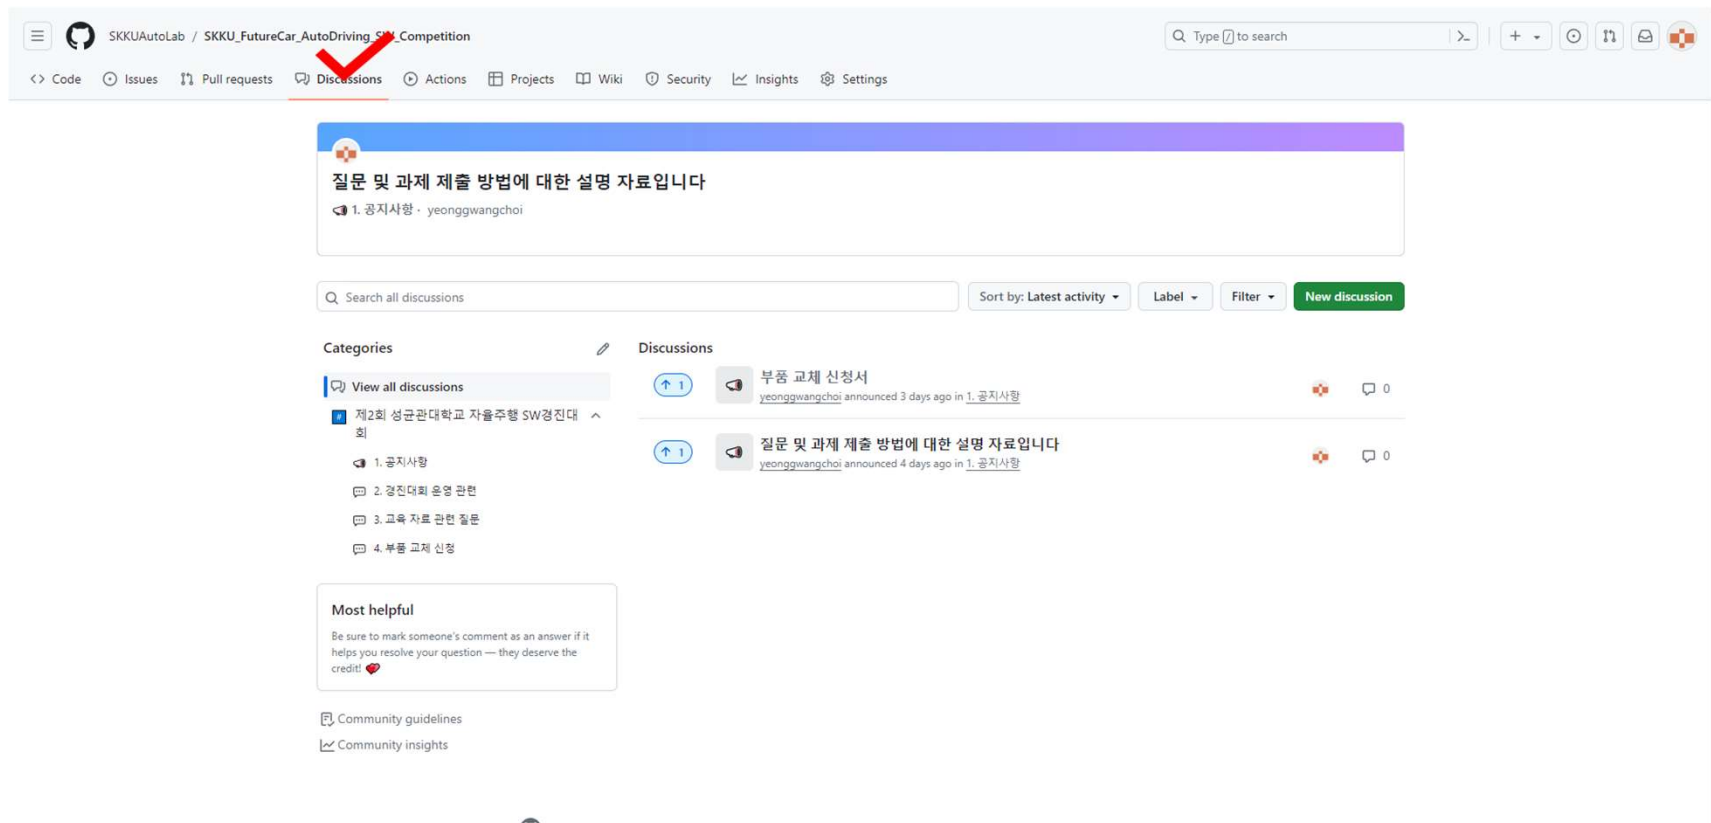 SKKUAutoLab / SKKU_FutureCar_AutoDriving_SW_Competition
Type / to search
Code Issues Pull requests Discussions Actions Projects Wiki Security Insights Settings
질문 및 과제 제출 방법에 대한 설명 자료입니다
1. 공지사항 · yeonggwangchoi
Search all discussions
Sort by: Latest activity
Label
Filter
New discussion
Categories
View all discussions
제2회 성균관대학교 자율주행 SW경진대
회
1. 공지사항
2. 경진대회 운영 관련
3. 교육 자료 관련 질문
4. 부품 교체 신청
Discussions
1 부품 교체 신청서 0
yeonggwangchoi announced 3 days ago in 1. 공지사항
1 질문 및 과제 제출 방법에 대한 설명 자료입니다 0
yeonggwangchoi announced 4 days ago in 1. 공지사항
Most helpful
Be sure to mark someone's comment as an answer if it
helps you resolve your question — they deserve the
credit!
Community guidelines
Community insights